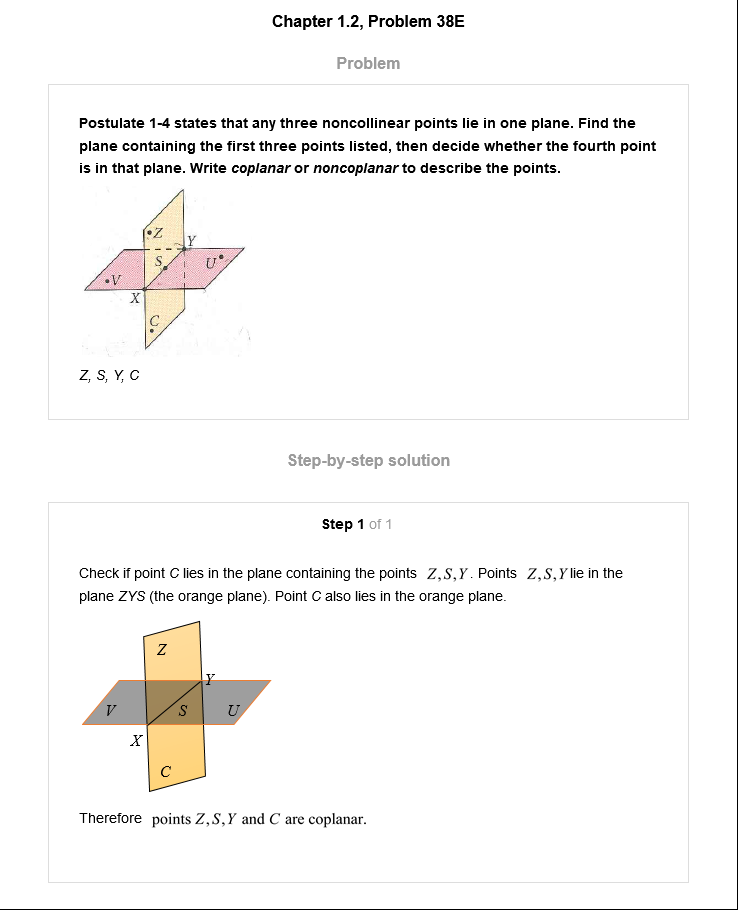 Chapter 1.2, Problem 38E
Problem
Postulate 1-4 states that any three noncollinear points lie in one plane. Find the
plane containing the first three points listed, then decide whether the fourth point
is in that plane. Write coplanar or noncoplanar to describe the points.
Z
Y
S
U
V
X
C
Z, S, Y, C
Step-by-step solution
Step 1 of 1
Check if point C lies in the plane containing the points Z,S,Y. Points Z,S,Y lie in the
plane ZYS (the orange plane). Point C also lies in the orange plane.
Z
Y
V S U
X
C
Therefore points Z,S,Y and C are coplanar.